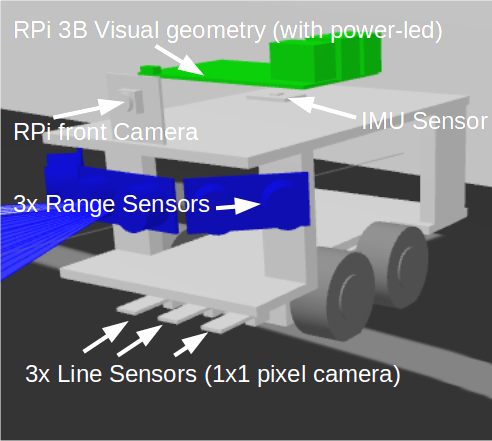 RPi 3B Visual geometry (with power-led)
RPi front Camera
IMU Sensor
3x Range Sensors
3x Line Sensors (1x1 pixel camera)